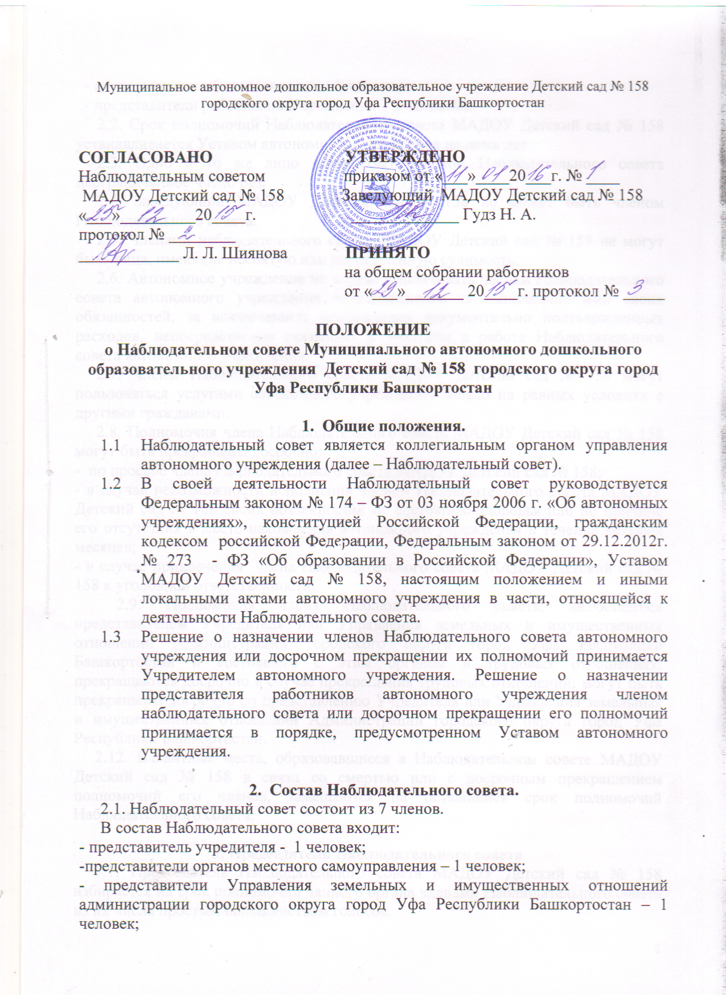 Муниципальное автономное дошкольное образовательное учреждение Детский сад № 158
городского округа город Уфа Республики Башкортостан
СОГЛАСОВАНО
Наблюдательным советом
МАДОУ Детский сад № 158
«25» 12 2015 г.
протокол № 2
Л. Л. Шиянова
УТВЕРЖДЕНО
приказом от «11» 01 2016 г. № 1
Заведующий МАДОУ Детский сад № 158
Гудз Н. А.
ПРИНЯТО
на общем собрании работников
от «29» 12 2015 г. протокол № 3
ПОЛОЖЕНИЕ
о Наблюдательном совете Муниципального автономного дошкольного
образовательного учреждения Детский сад № 158 городского округа город
Уфа Республики Башкортостан
1. Общие положения.
1.1 Наблюдательный совет является коллегиальным органом управления
автономного учреждения (далее – Наблюдательный совет).
1.2 В своей деятельности Наблюдательный совет руководствуется
Федеральным законом № 174 – ФЗ от 03 ноября 2006 г. «Об автономных
учреждениях», конституцией Российской Федерации, гражданским
кодексом российской Федерации, Федеральным законом от 29.12.2012г.
№ 273 - ФЗ «Об образовании в Российской Федерации», Уставом
МАДОУ Детский сад № 158, настоящим положением и иными
локальными актами автономного учреждения в части, относящейся к
деятельности Наблюдательного совета.
1.3 Решение о назначении членов Наблюдательного совета автономного
учреждения или досрочном прекращении их полномочий принимается
Учредителем автономного учреждения. Решение о назначении
представителя работников автономного учреждения членом
наблюдательного совета или досрочном прекращении его полномочий
принимается в порядке, предусмотренном Уставом автономного
учреждения.
2. Состав Наблюдательного совета.
2.1. Наблюдательный совет состоит из 7 членов.
В состав Наблюдательного совета входит:
- представитель учредителя - 1 человек;
-представители органов местного самоуправления – 1 человек;
- представители Управления земельных и имущественных отношений
администрации городского округа город Уфа Республики Башкортостан – 1
человек;